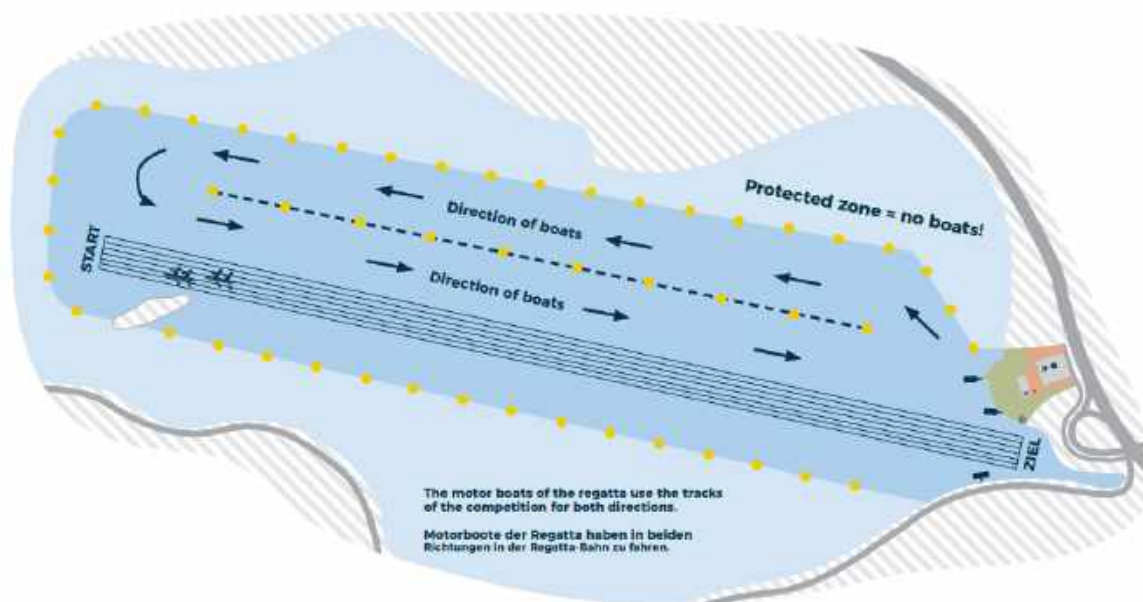 Protected zone = no boats!
Direction of boats
START
Direction of boats
ZIEL
The motor boats of the regatta use the tracks
of the competition for both directions.
Motorboote der Regatta haben in beiden
Richtungen in der Regatta-Bahn zu fahren.